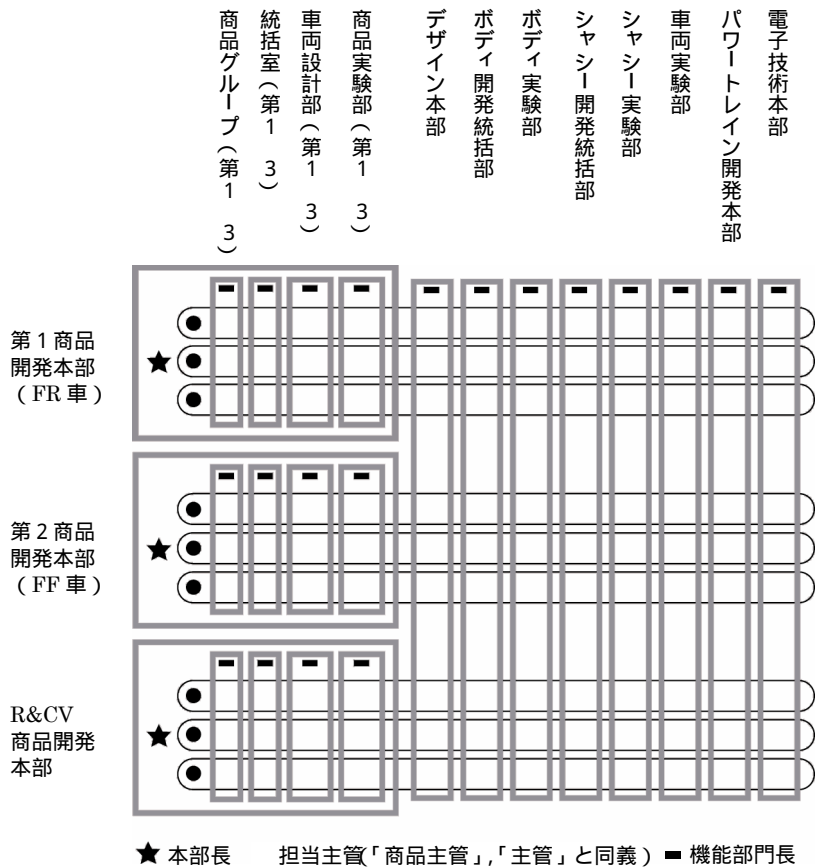 商品グループ（第1 3）
統括室（第1 3）
車両設計部（第1 3）
商品実験部（第1 3）
デザイン本部
ボディ開発統括部
ボディ実験部
シャシー開発統括部
シャシー実験部
車両実験部
パワートレイン開発本部
電子技術本部
第1商品
開発本部
（FR車）
第2商品
開発本部
（FF車）
R&CV
商品開発
本部
★ 本部長 担当主管(「商品主管」,「主管」と同義） ━ 機能部門長